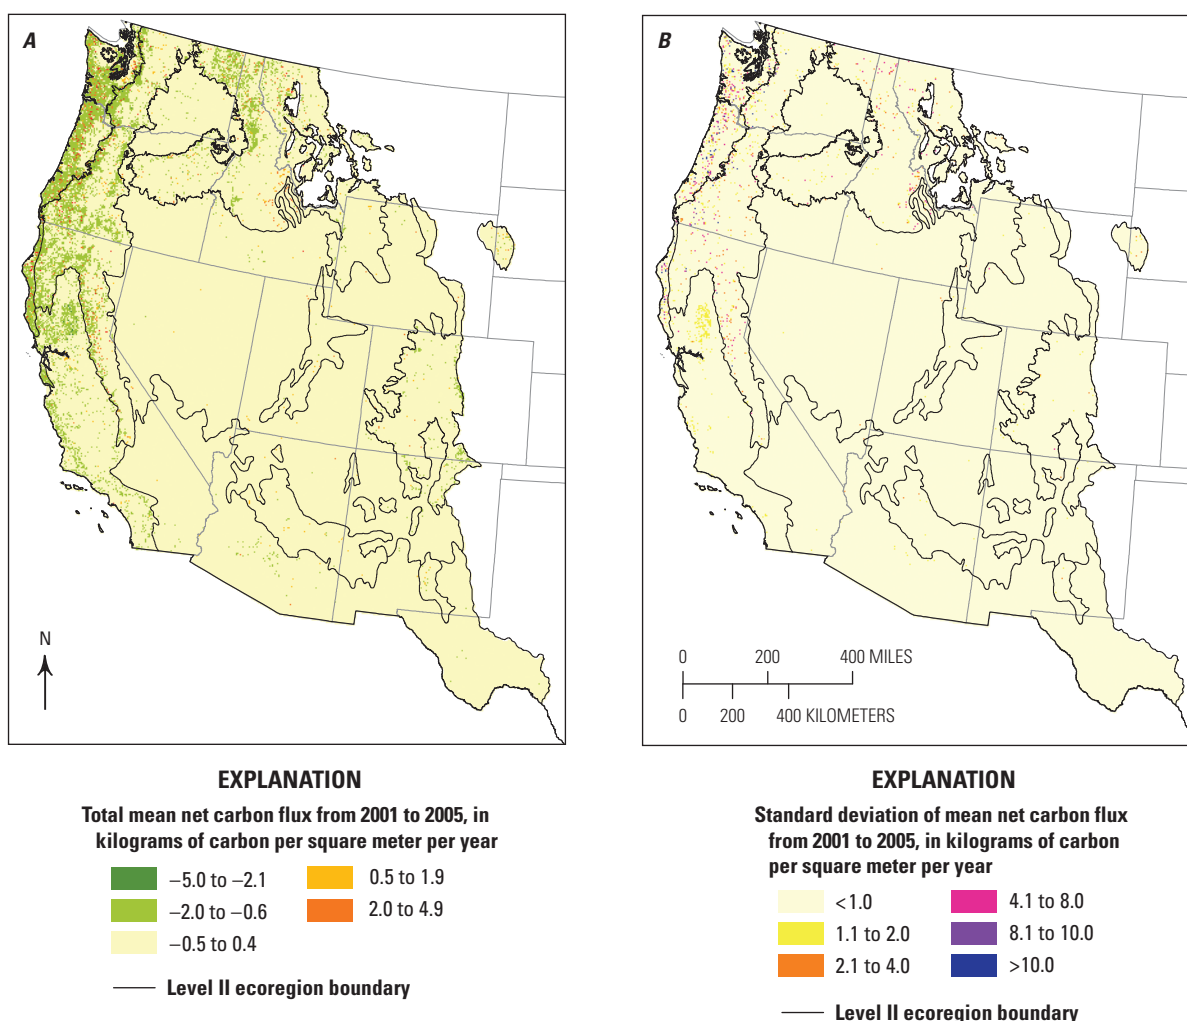 A
N
EXPLANATION
Total mean net carbon flux from 2001 to 2005, in
kilograms of carbon per square meter per year
−5.0 to −2.1
−2.0 to −0.6
−0.5 to 0.4
0.5 to 1.9
2.0 to 4.9
Level II ecoregion boundary
B
0 200 400 MILES
0 200 400 KILOMETERS
EXPLANATION
Standard deviation of mean net carbon flux
from 2001 to 2005, in kilograms of carbon
per square meter per year
<1.0
1.1 to 2.0
2.1 to 4.0
4.1 to 8.0
8.1 to 10.0
>10.0
Level II ecoregion boundary